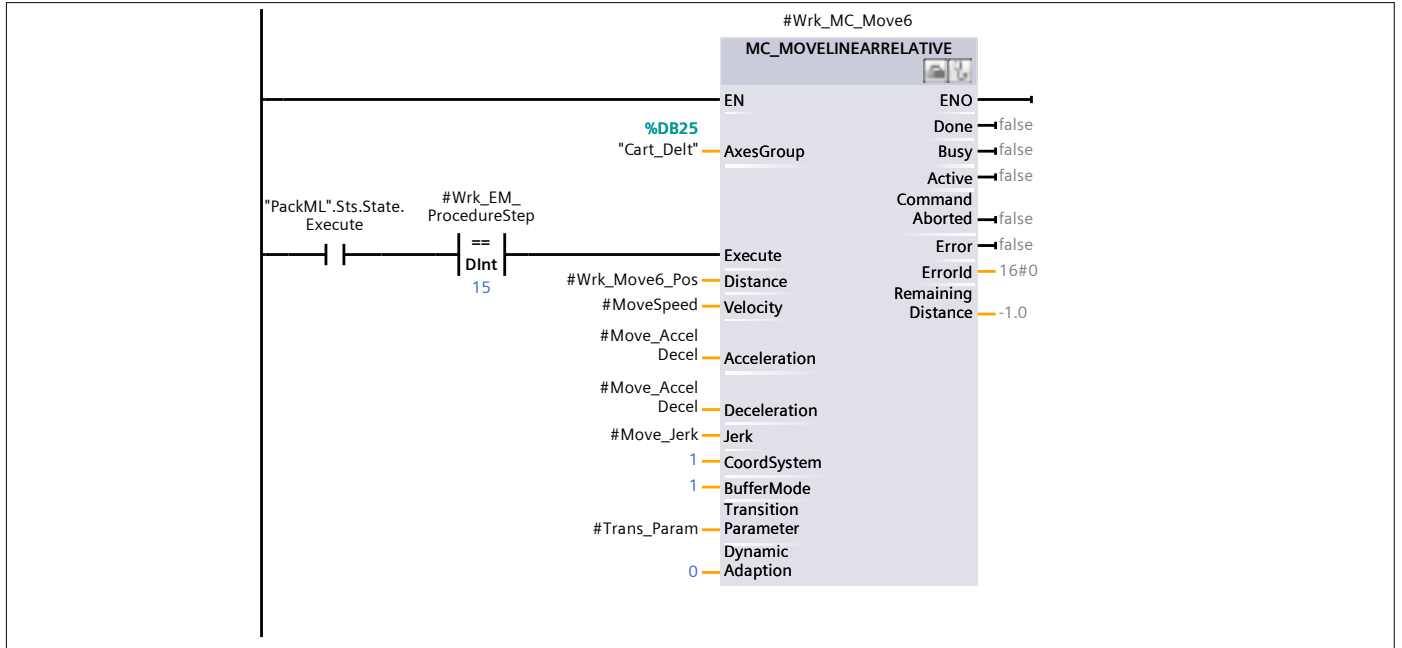 #Wrk_MC_Move6
MC_MOVELINEARRELATIVE
EN
ENO
%DB25
"Cart_Delt"
AxesGroup
Done
false
Busy
false
Active
false
Command
Aborted
false
"PackML".Sts.State.
Execute
#Wrk_EM_
ProcedureStep
==
DInt
15
Execute
Error
false
#Wrk_Move6_Pos
Distance
ErrorId
16#0
#MoveSpeed
Velocity
Remaining
Distance
-1.0
#Move_Accel
Decel
Acceleration
#Move_Accel
Decel
Deceleration
#Move_Jerk
Jerk
1
CoordSystem
1
BufferMode
#Trans_Param
Transition
Parameter
0
Dynamic
Adaption